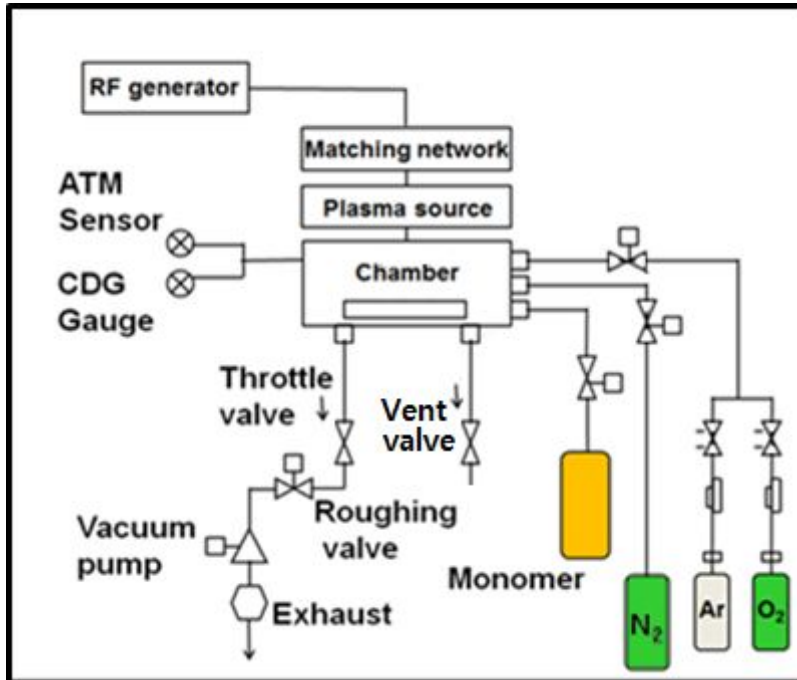 RF generator
Matching network
ATM
Sensor
Plasma source
CDG
Gauge
Chamber
Throttle
valve
Vent
valve
Roughing
valve
Vacuum
pump
Exhaust
Monomer
N₂
Ar
O₂